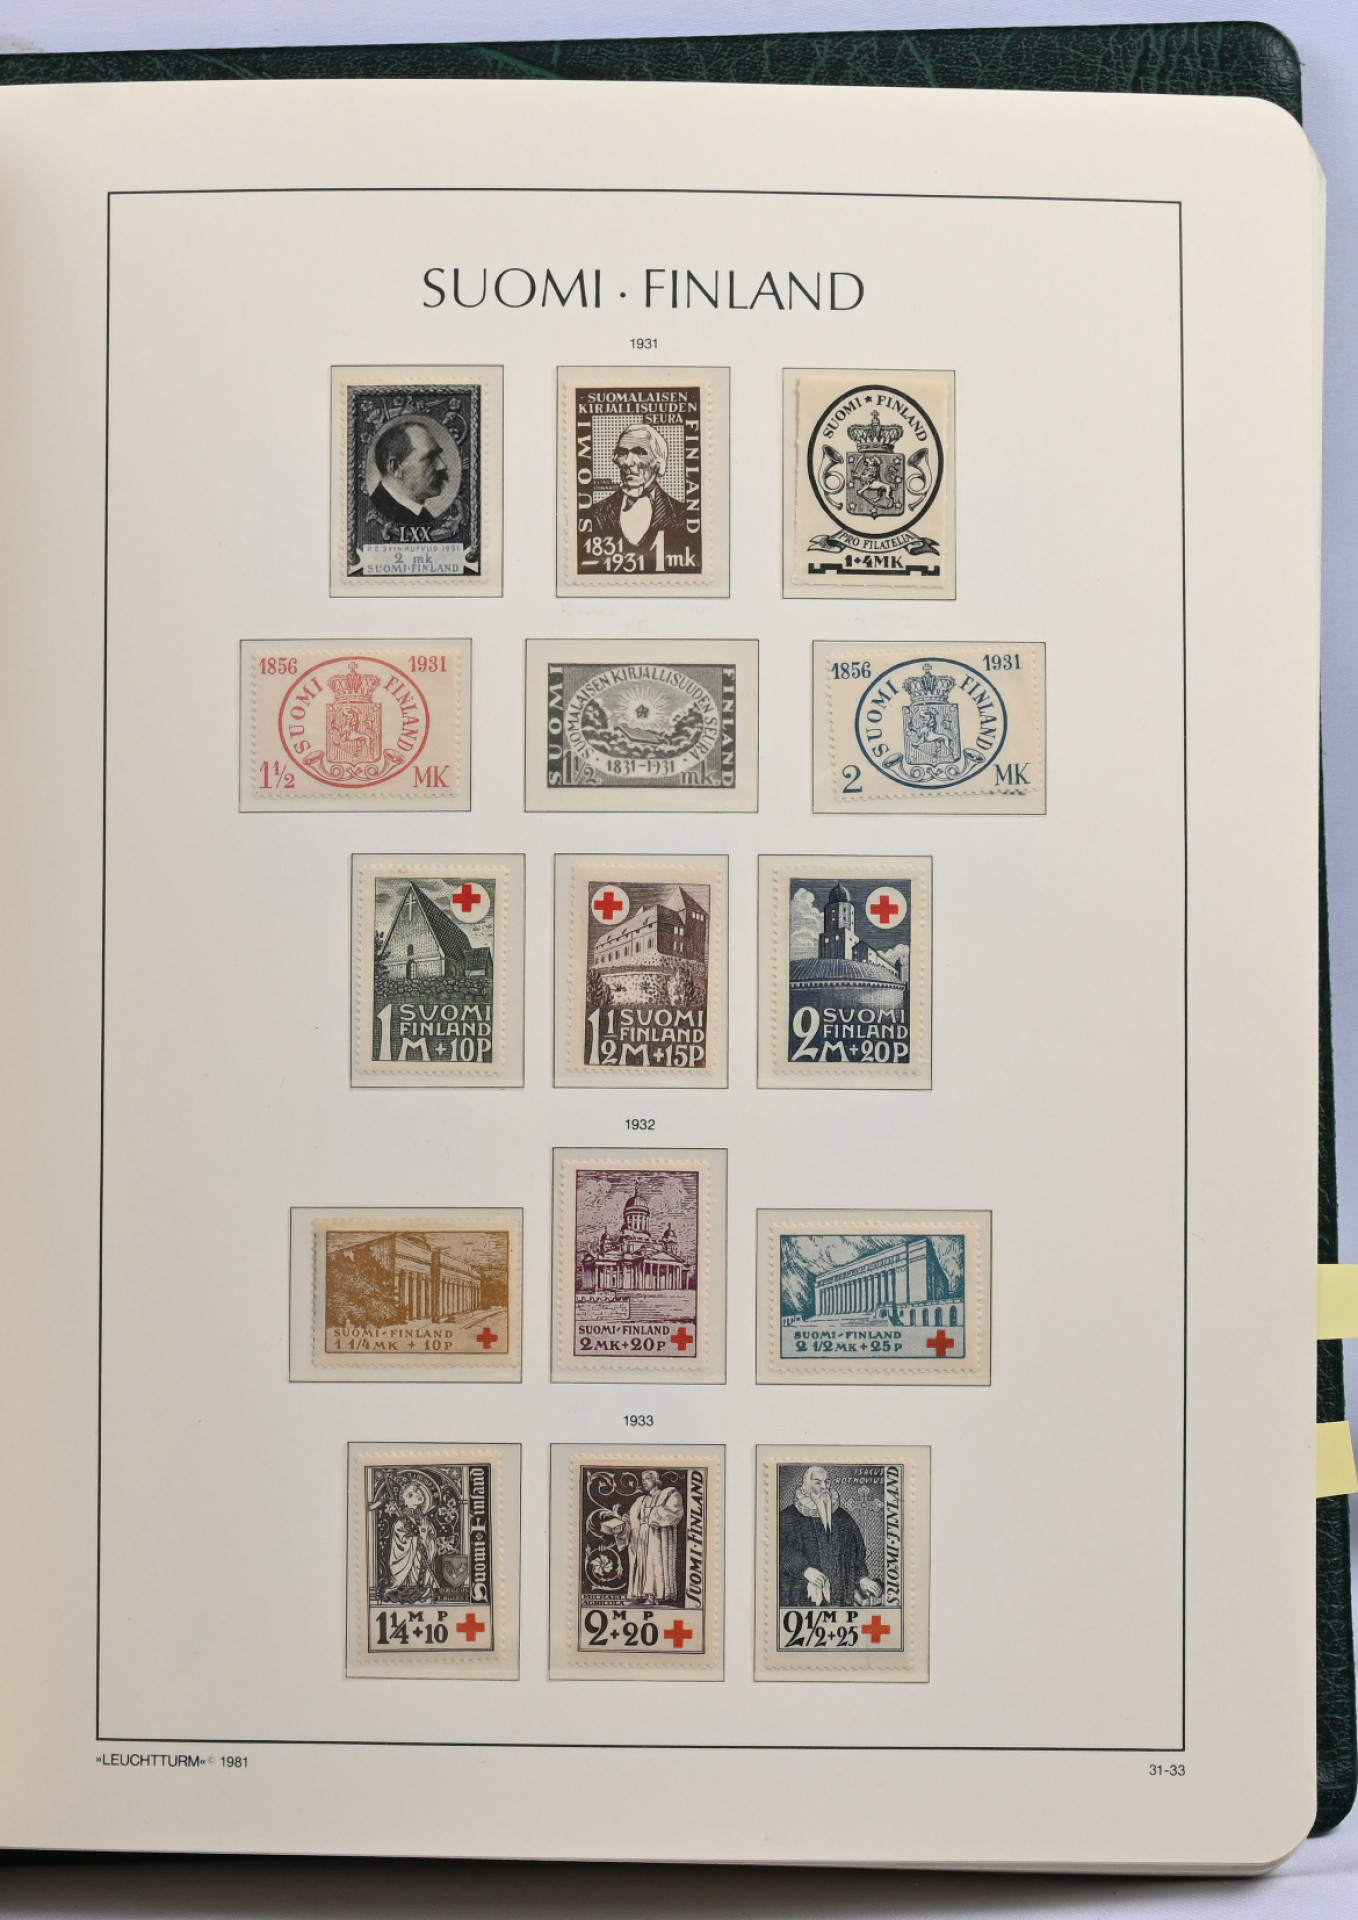 SUOMI · FINLAND
1931
LXX
P.E.SVINHUFVUD 1931
2 mk
SUOMI·FINLAND
SUOMALAISEN
KIRJALLISUUDEN
SEURA
SUOMI
FINLAND
1831
-1931 1mk.
SUOMI * FINLAND
PRO FILATELIA
1+4MK
1856 1931
SUOMI FINLAND
1½ MK
SUOMI
SUOMALAISEN KIRJALLISUUDEN SEURA
FINLAND
· 1831-1931 ·
1½ mk.
1856 1931
SUOMI FINLAND
2 MK
1 SUOMI
FINLAND
M+10P
1½ SUOMI
FINLAND
M+15P
2 SUOMI
FINLAND
M+20P
1932
SUOMI-FINLAND
1 1/4 MK + 10P
SUOMI-FINLAND
2MK+20P
SUOMI-FINLAND
2 1/2MK+25P
1933
Suomi·Finland
1¼ M P
+10
SUOMI·FINLAND
MICHAEL
AGRICOLA
2 M P
+20
ISACUS
ROTHOVIUS
SUOMI-FINLAND
2½ M P
+25
»LEUCHTTURM«© 1981
31-33